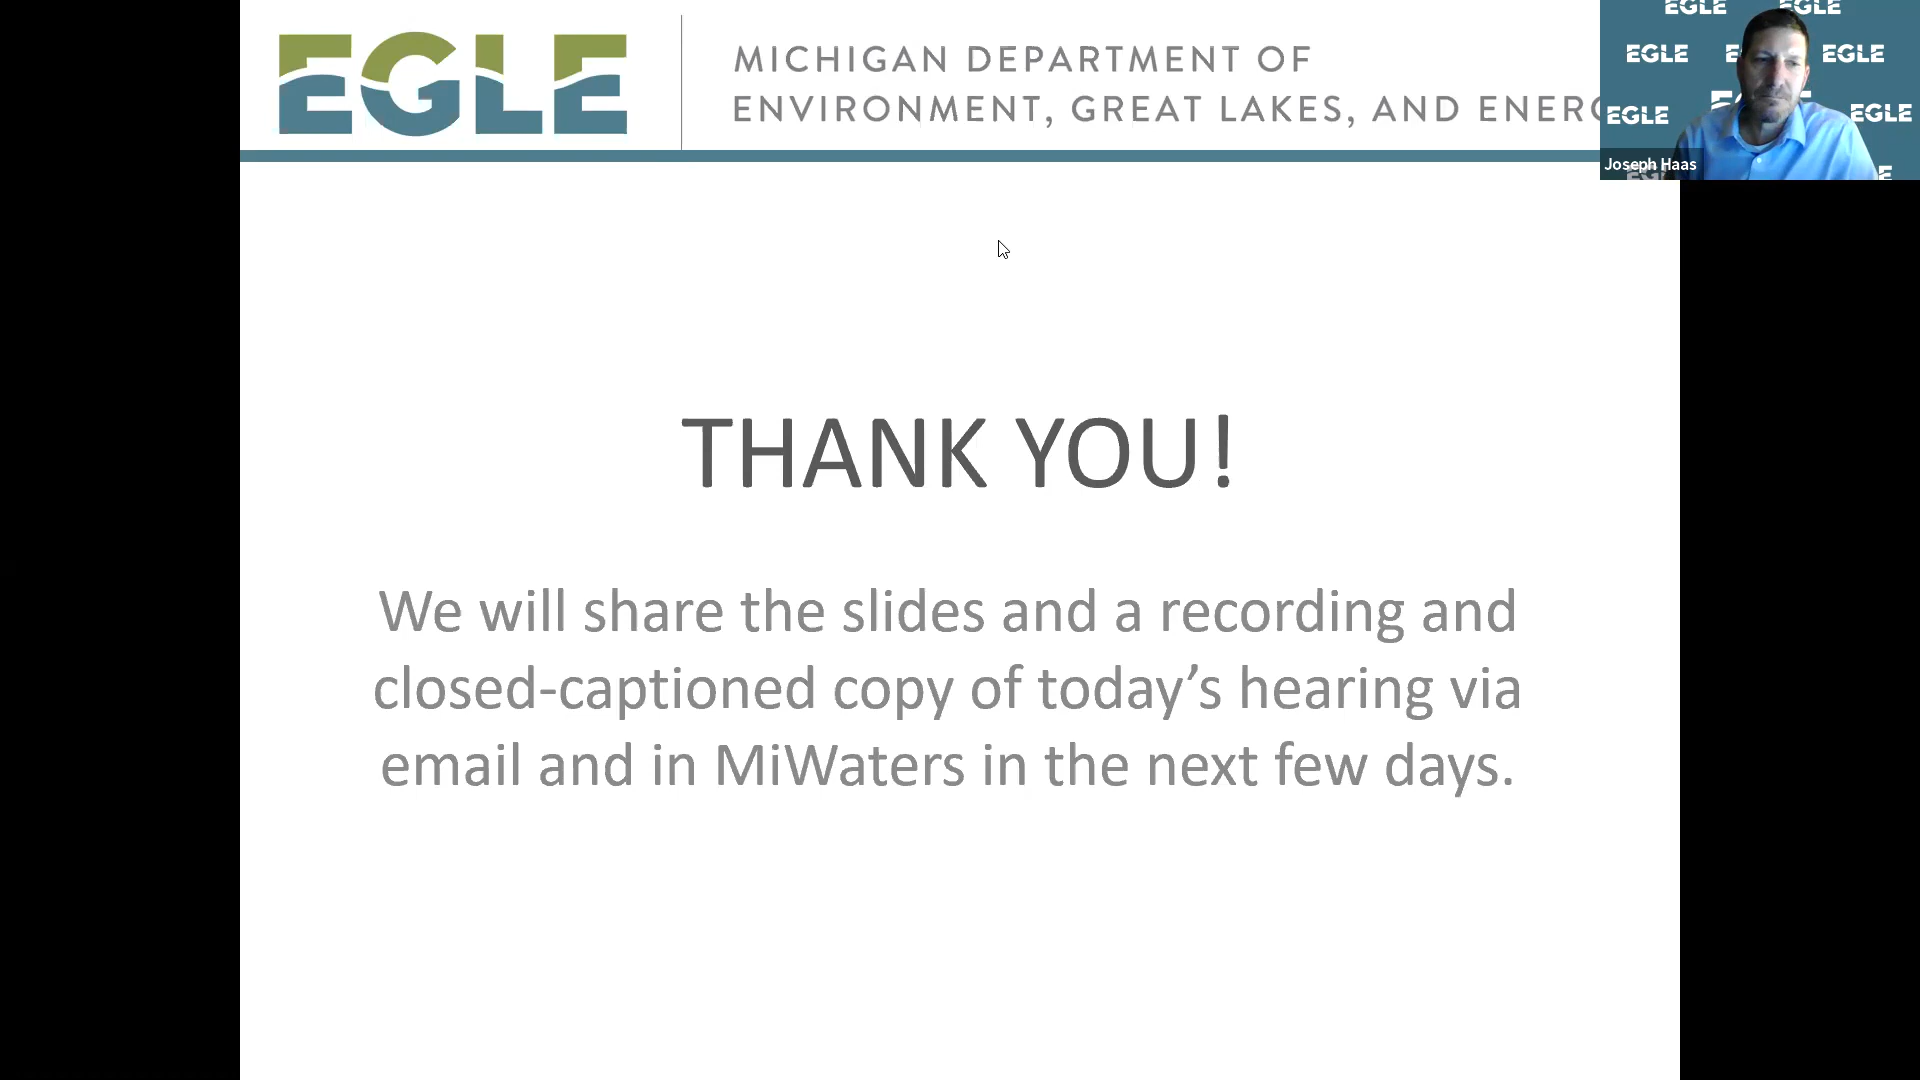 EGLE
MICHIGAN DEPARTMENT OF
ENVIRONMENT, GREAT LAKES, AND ENERG
EGLE EGLE
EGLE E EGLE
EGLE EG EGLE
Joseph Haas
THANK YOU!
We will share the slides and a recording and
closed-captioned copy of today’s hearing via
email and in MiWaters in the next few days.